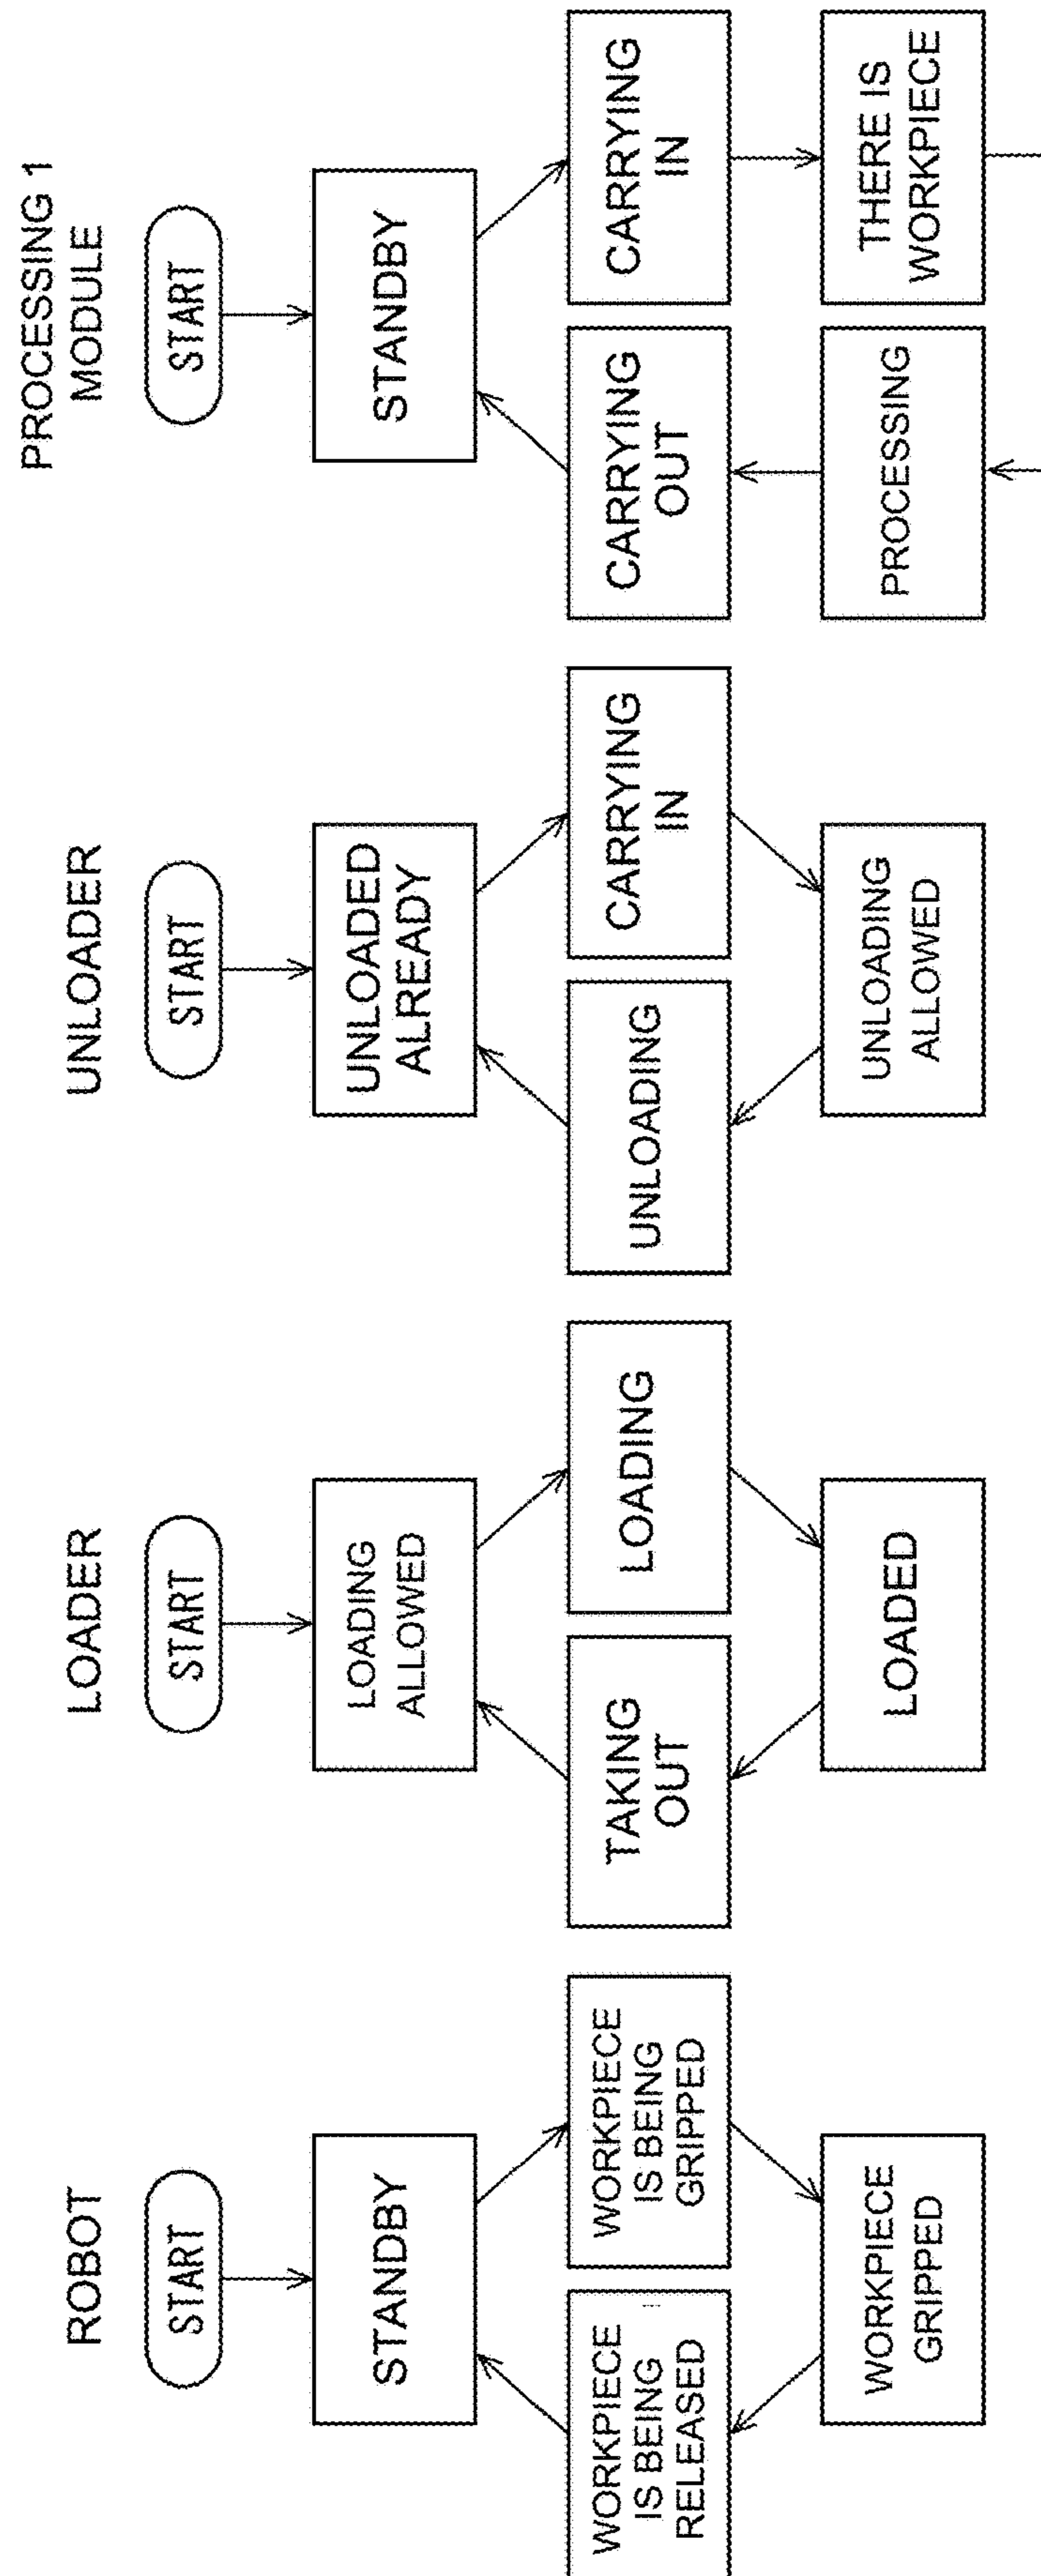 ROBOT
START
STANDBY
WORKPIECE
IS BEING
RELEASED
WORKPIECE
IS BEING
GRIPPED
WORKPIECE
GRIPPED
LOADER
START
LOADING
ALLOWED
TAKING
OUT
LOADING
LOADED
UNLOADER
START
UNLOADED
ALREADY
UNLOADING
CARRYING
IN
UNLOADING
ALLOWED
PROCESSING 1
MODULE
START
STANDBY
CARRYING
OUT
CARRYING
IN
PROCESSING
THERE IS
WORKPIECE